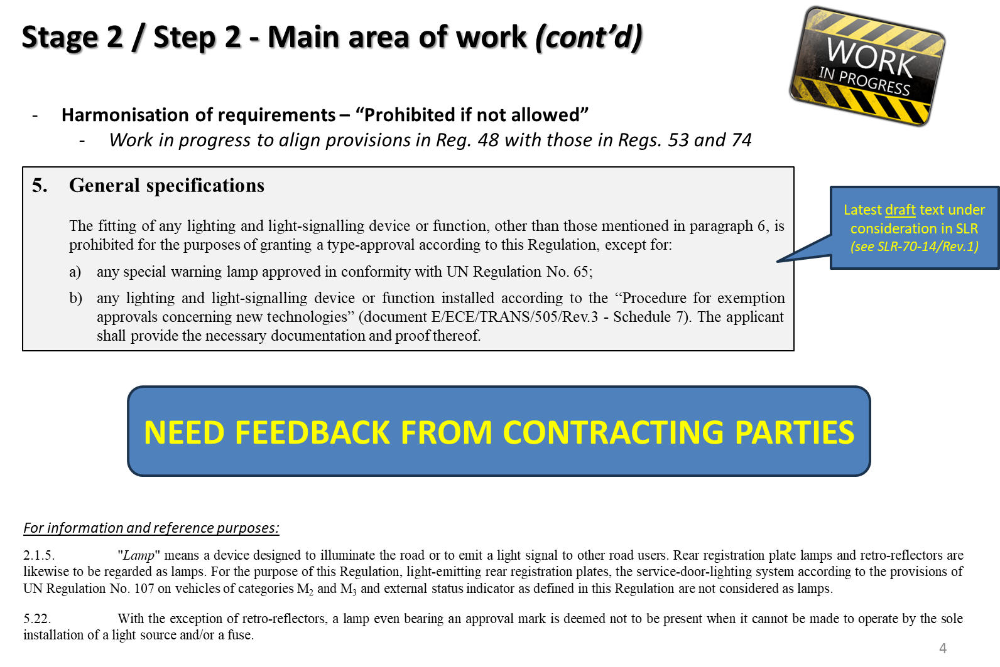 Stage 2 / Step 2 - Main area of work (cont’d)
WORK
IN PROGRESS
- Harmonisation of requirements – “Prohibited if not allowed”
- Work in progress to align provisions in Reg. 48 with those in Regs. 53 and 74
5. General specifications
The fitting of any lighting and light-signalling device or function, other than those mentioned in paragraph 6, is
prohibited for the purposes of granting a type-approval according to this Regulation, except for:
a) any special warning lamp approved in conformity with UN Regulation No. 65;
b) any lighting and light-signalling device or function installed according to the “Procedure for exemption
approvals concerning new technologies” (document E/ECE/TRANS/505/Rev.3 - Schedule 7). The applicant
shall provide the necessary documentation and proof thereof.
Latest draft text under
consideration in SLR
(see SLR-70-14/Rev.1)
NEED FEEDBACK FROM CONTRACTING PARTIES
For information and reference purposes:
2.1.5. "Lamp" means a device designed to illuminate the road or to emit a light signal to other road users. Rear registration plate lamps and retro-reflectors are
likewise to be regarded as lamps. For the purpose of this Regulation, light-emitting rear registration plates, the service-door-lighting system according to the provisions of
UN Regulation No. 107 on vehicles of categories M2 and M3 and external status indicator as defined in this Regulation are not considered as lamps.
5.22. With the exception of retro-reflectors, a lamp even bearing an approval mark is deemed not to be present when it cannot be made to operate by the sole
installation of a light source and/or a fuse.
4